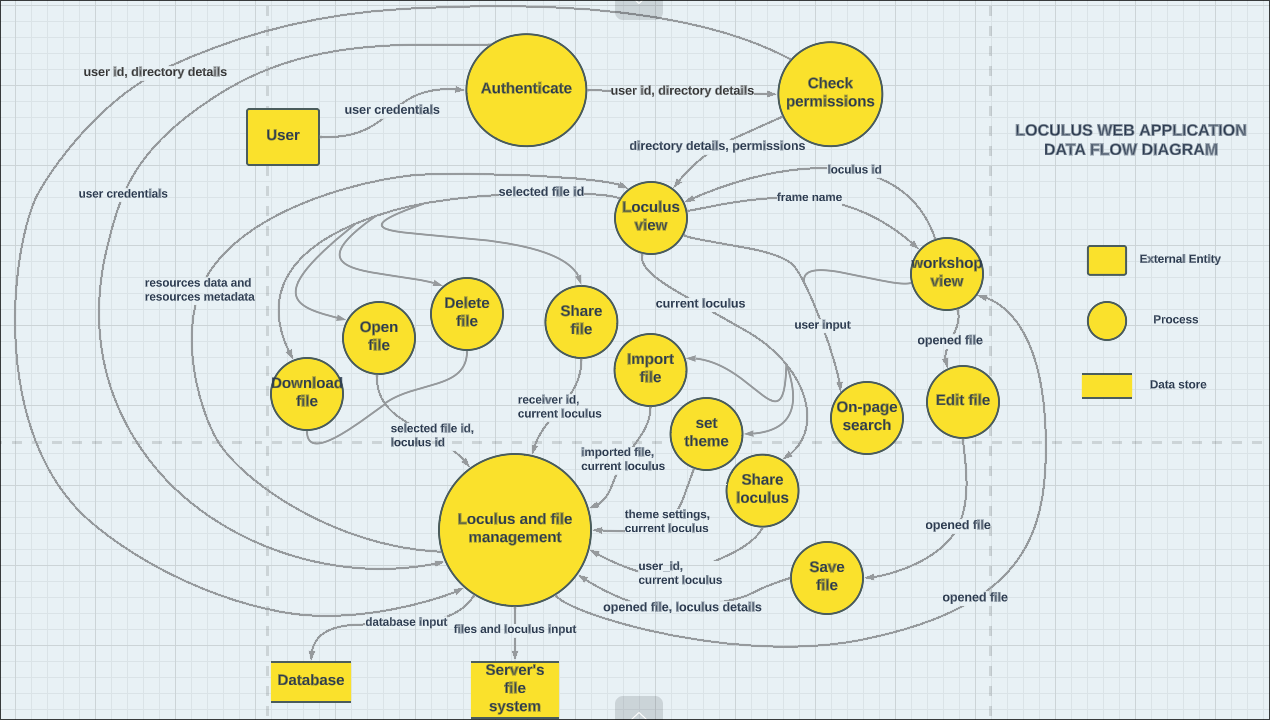 user id, directory details
Authenticate
Check
permissions
user id, directory details
user credentials
User
LOCULUS WEB APPLICATION
DATA FLOW DIAGRAM
directory details, permissions
loculus id
user credentials
selected file id
frame name
Loculus
view
workshop
view
External Entity
resources data and
resources metadata
Delete
file
current loculus
Share
file
Open
file
user input
Process
opened file
Import
file
Download
file
Data store
receiver id,
current loculus
On-page
search
Edit file
selected file id,
loculus id
set
theme
imported file,
current loculus
Share
loculus
Loculus and file
management
theme settings,
current loculus
opened file
user_id,
current loculus
Save
file
opened file, loculus details
opened file
database input
files and loculus input
Database
Server's
file
system